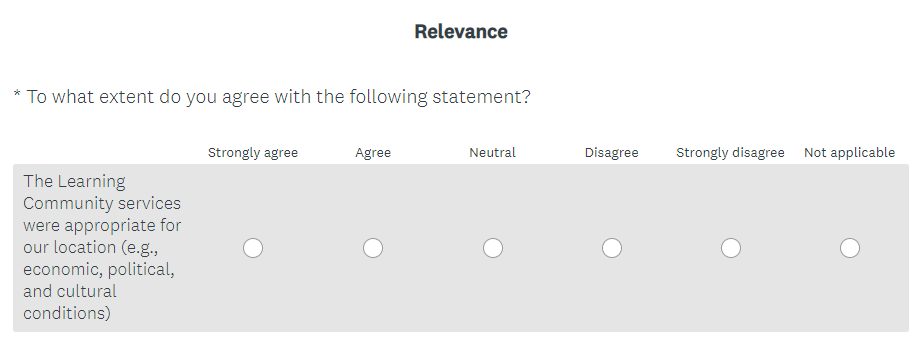 Relevance
* To what extent do you agree with the following statement?
Strongly agree Agree Neutral Disagree Strongly disagree Not applicable
The Learning
Community services
were appropriate for
our location (e.g.,
economic, political,
and cultural
conditions)